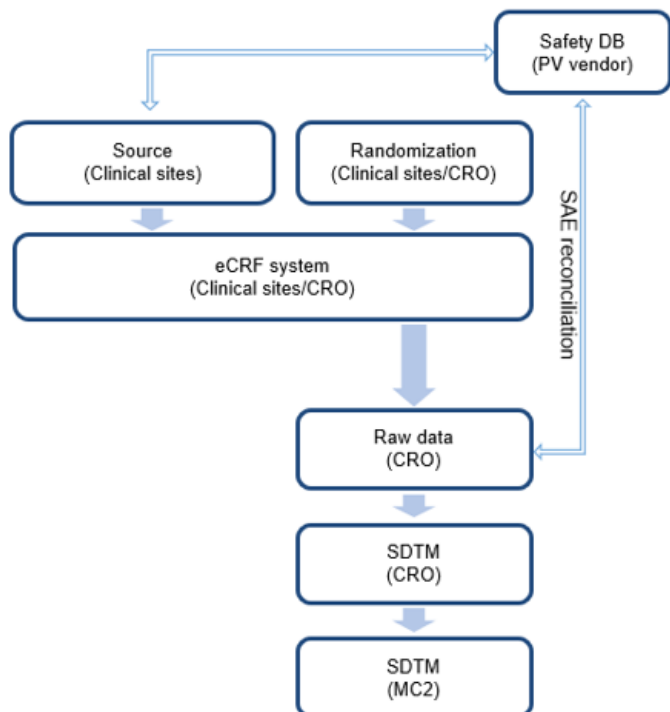 Safety DB
(PV vendor)
Source
(Clinical sites)
Randomization
(Clinical sites/CRO)
eCRF system
(Clinical sites/CRO)
SAE reconciliation
Raw data
(CRO)
SDTM
(CRO)
SDTM
(MC2)